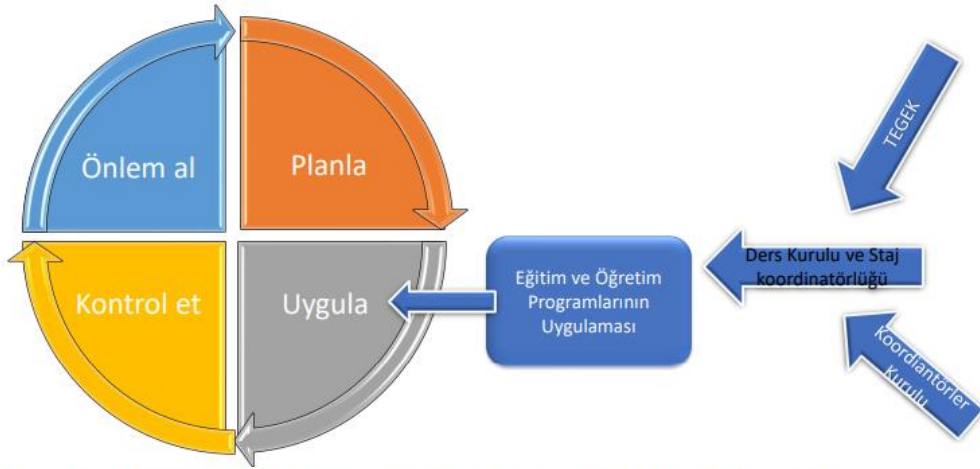 Önlem al
Planla
Kontrol et
Uygula
Eğitim ve Öğretim
Programlarının
Uygulaması
TEGEK
Ders Kurulu ve Staj
koordinatörlüğü
Koordiantörler
Kurulu